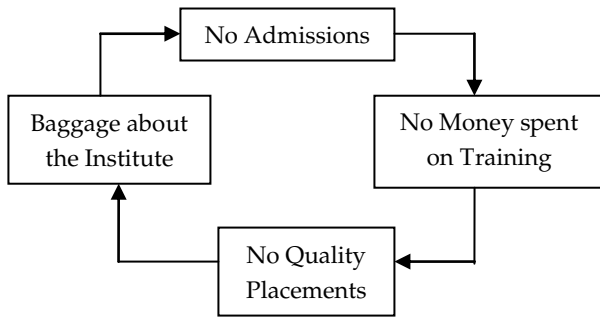 No Admissions
Baggage about
the Institute
No Money spent
on Training
No Quality
Placements